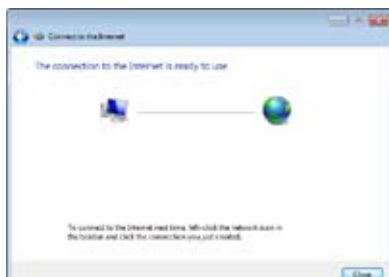 Connect to the Internet
The connection to the Internet is ready to use
To connect to the Internet next time, left-click the network icon in
the taskbar and click the connection you just created.
Close